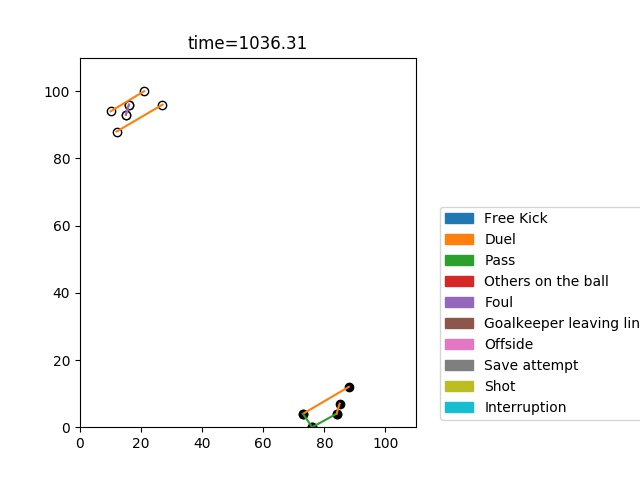 time=1036.31
100
80
60
40
20
0
0 20 40 60 80 100
Free Kick
Duel
Pass
Others on the ball
Foul
Goalkeeper leaving lin
Offside
Save attempt
Shot
Interruption